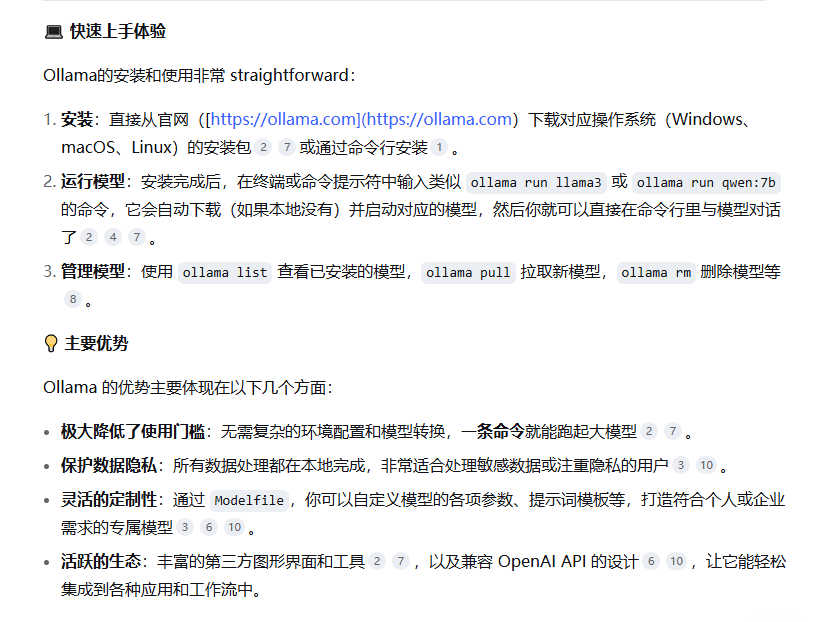 💻 快速上手体验
Ollama的安装和使用非常 straightforward：
1. 安装：直接从官网（[https://ollama.com](https://ollama.com）下载对应操作系统（Windows、
macOS、Linux）的安装包 2 7 或通过命令行安装 1 。
2. 运行模型：安装完成后，在终端或命令提示符中输入类似 ollama run llama3 或 ollama run qwen:7b
的命令，它会自动下载（如果本地没有）并启动对应的模型，然后你就可以直接在命令行里与模型对话
了 2 4 7 。
3. 管理模型：使用 ollama list 查看已安装的模型，ollama pull 拉取新模型，ollama rm 删除模型等
8 。
💡 主要优势
Ollama 的优势主要体现在以下几个方面：
• 极大降低了使用门槛：无需复杂的环境配置和模型转换，一条命令就能跑起大模型 2 7 。
• 保护数据隐私：所有数据处理都在本地完成，非常适合处理敏感数据或注重隐私的用户 3 10 。
• 灵活的定制性：通过 Modelfile，你可以自定义模型的各项参数、提示词模板等，打造符合个人或企业
需求的专属模型 3 6 10 。
• 活跃的生态：丰富的第三方图形界面和工具 2 7 ，以及兼容 OpenAI API 的设计 6 10 ，让它能轻松
集成到各种应用和工作流中。